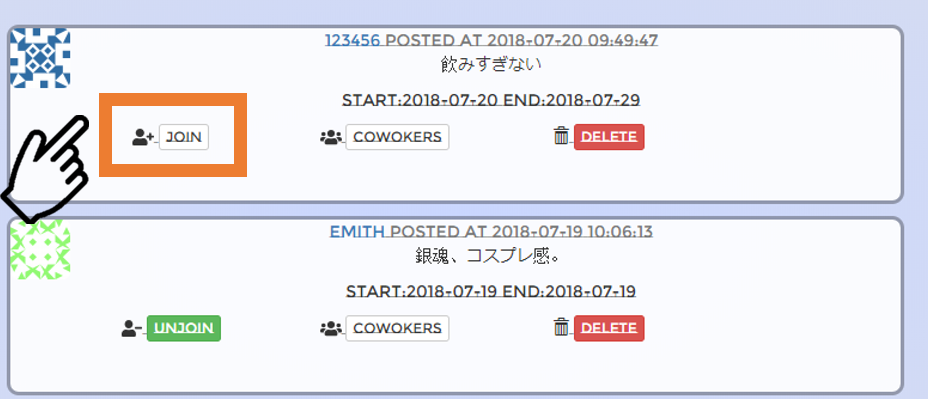 123456 POSTED AT 2018-07-20 09:49:47
飲みすぎない
START:2018-07-20 END:2018-07-29
JOIN COWOKERS DELETE
EMITH POSTED AT 2018-07-19 10:06:13
銀魂、コスプレ感。
START:2018-07-19 END:2018-07-19
UNJOIN COWOKERS DELETE